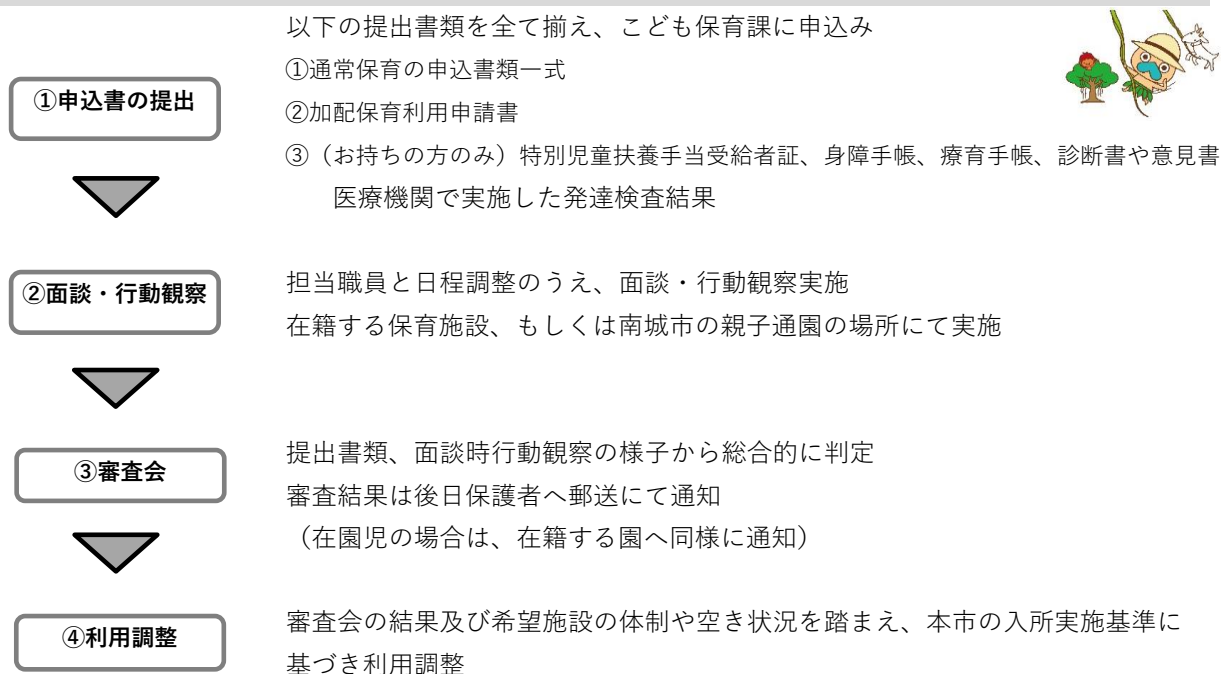 以下の提出書類を全て揃え、こども保育課に申込み
①申込書の提出
①通常保育の申込書類一式
②加配保育利用申請書
③（お持ちの方のみ）特別児童扶養手当受給者証、身障手帳、療育手帳、診断書や意見書
医療機関で実施した発達検査結果
②面談・行動観察
担当職員と日程調整のうえ、面談・行動観察実施
在籍する保育施設、もしくは南城市の親子通園の場所にて実施
③審査会
提出書類、面談時行動観察の様子から総合的に判定
審査結果は後日保護者へ郵送にて通知
（在園児の場合は、在籍する園へ同様に通知）
④利用調整
審査会の結果及び希望施設の体制や空き状況を踏まえ、本市の入所実施基準に
基づき利用調整